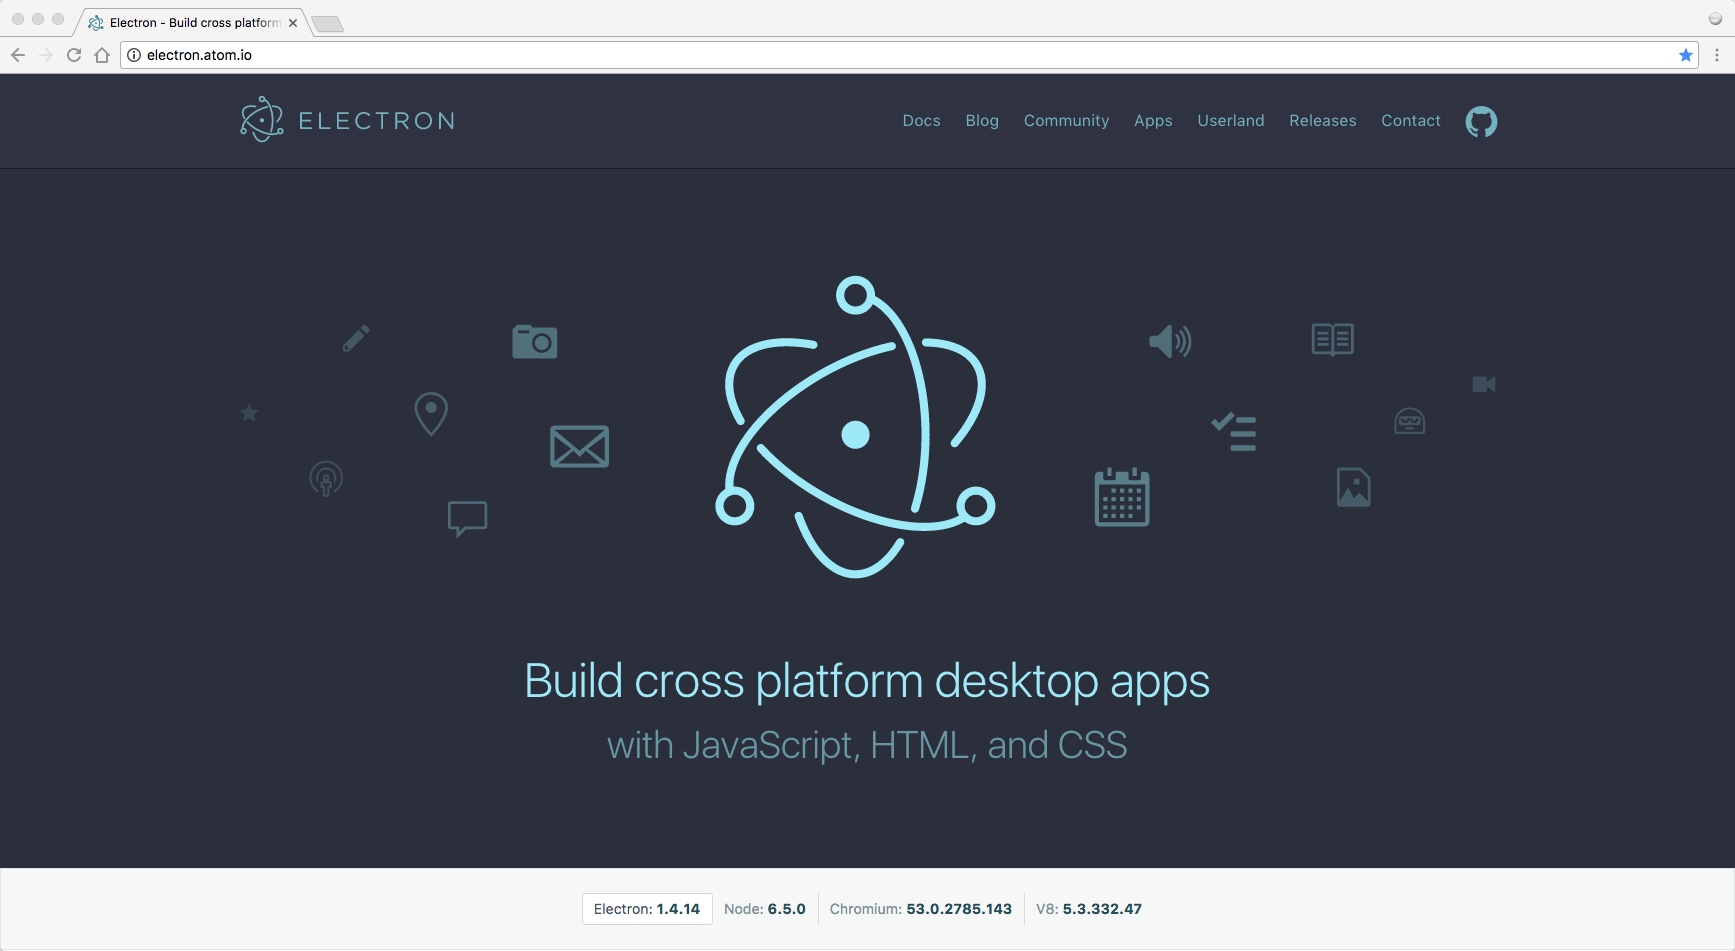 Electron - Build cross platform
electron.atom.io
ELECTRON
Docs Blog Community Apps Userland Releases Contact
Build cross platform desktop apps
with JavaScript, HTML, and CSS
Electron: 1.4.14 Node: 6.5.0 Chromium: 53.0.2785.143 V8: 5.3.332.47